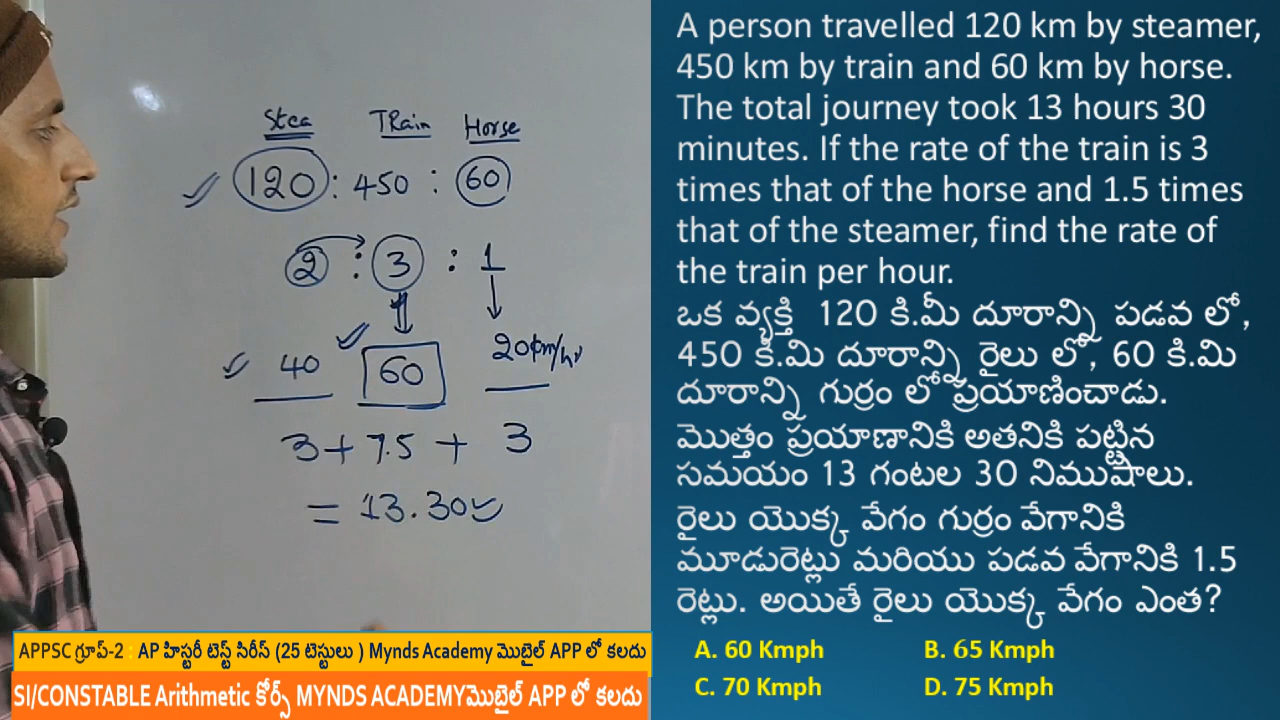 Stea TRain Horse
120 : 450 : 60
2 : 3 : 1
40 60 20km/hr
3 + 7.5 + 3
= 13.30
APPSC గ్రూప్-2 : AP హిస్టరీ టెస్ట్ సిరీస్ (25 టెస్టులు ) Mynds Academy మొబైల్ APP లో కలదు
SI/CONSTABLE Arithmetic కోర్స్ MYNDS ACADEMYమొబైల్ APP లో కలదు
A person travelled 120 km by steamer,
450 km by train and 60 km by horse.
The total journey took 13 hours 30
minutes. If the rate of the train is 3
times that of the horse and 1.5 times
that of the steamer, find the rate of
the train per hour.
ఒక వ్యక్తి 120 కి.మీ దూరాన్ని పడవ లో,
450 కి.మి దూరాన్ని రైలు లో, 60 కి.మి
దూరాన్ని గుర్రం లో ప్రయాణించాడు.
మొత్తం ప్రయాణానికి అతనికి పట్టిన
సమయం 13 గంటల 30 నిముషాలు.
రైలు యొక్క వేగం గుర్రం వేగానికి
మూడురెట్లు మరియు పడవ వేగానికి 1.5
రెట్లు. అయితే రైలు యొక్క వేగం ఎంత?
A. 60 Kmph B. 65 Kmph
C. 70 Kmph D. 75 Kmph